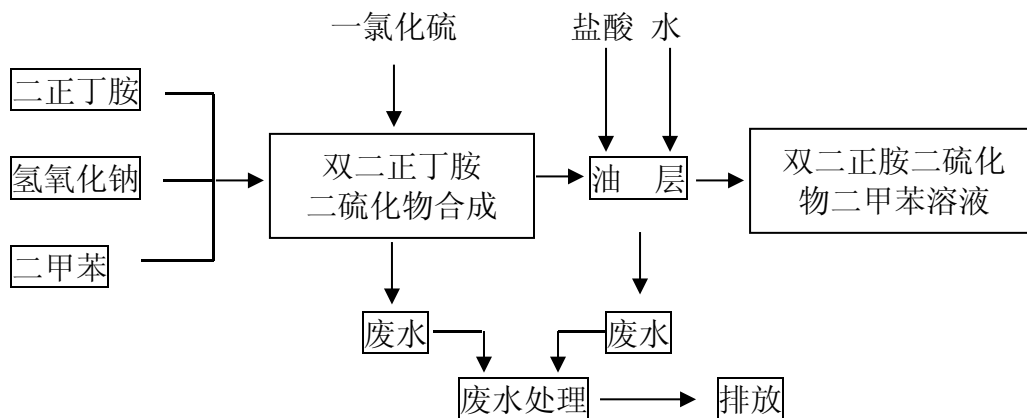 一氯化硫
盐酸 水
二正丁胺
氢氧化钠
二甲苯
双二正丁胺
二硫化物合成
油 层
双二正胺二硫化
物二甲苯溶液
废水
废水
废水处理
排放